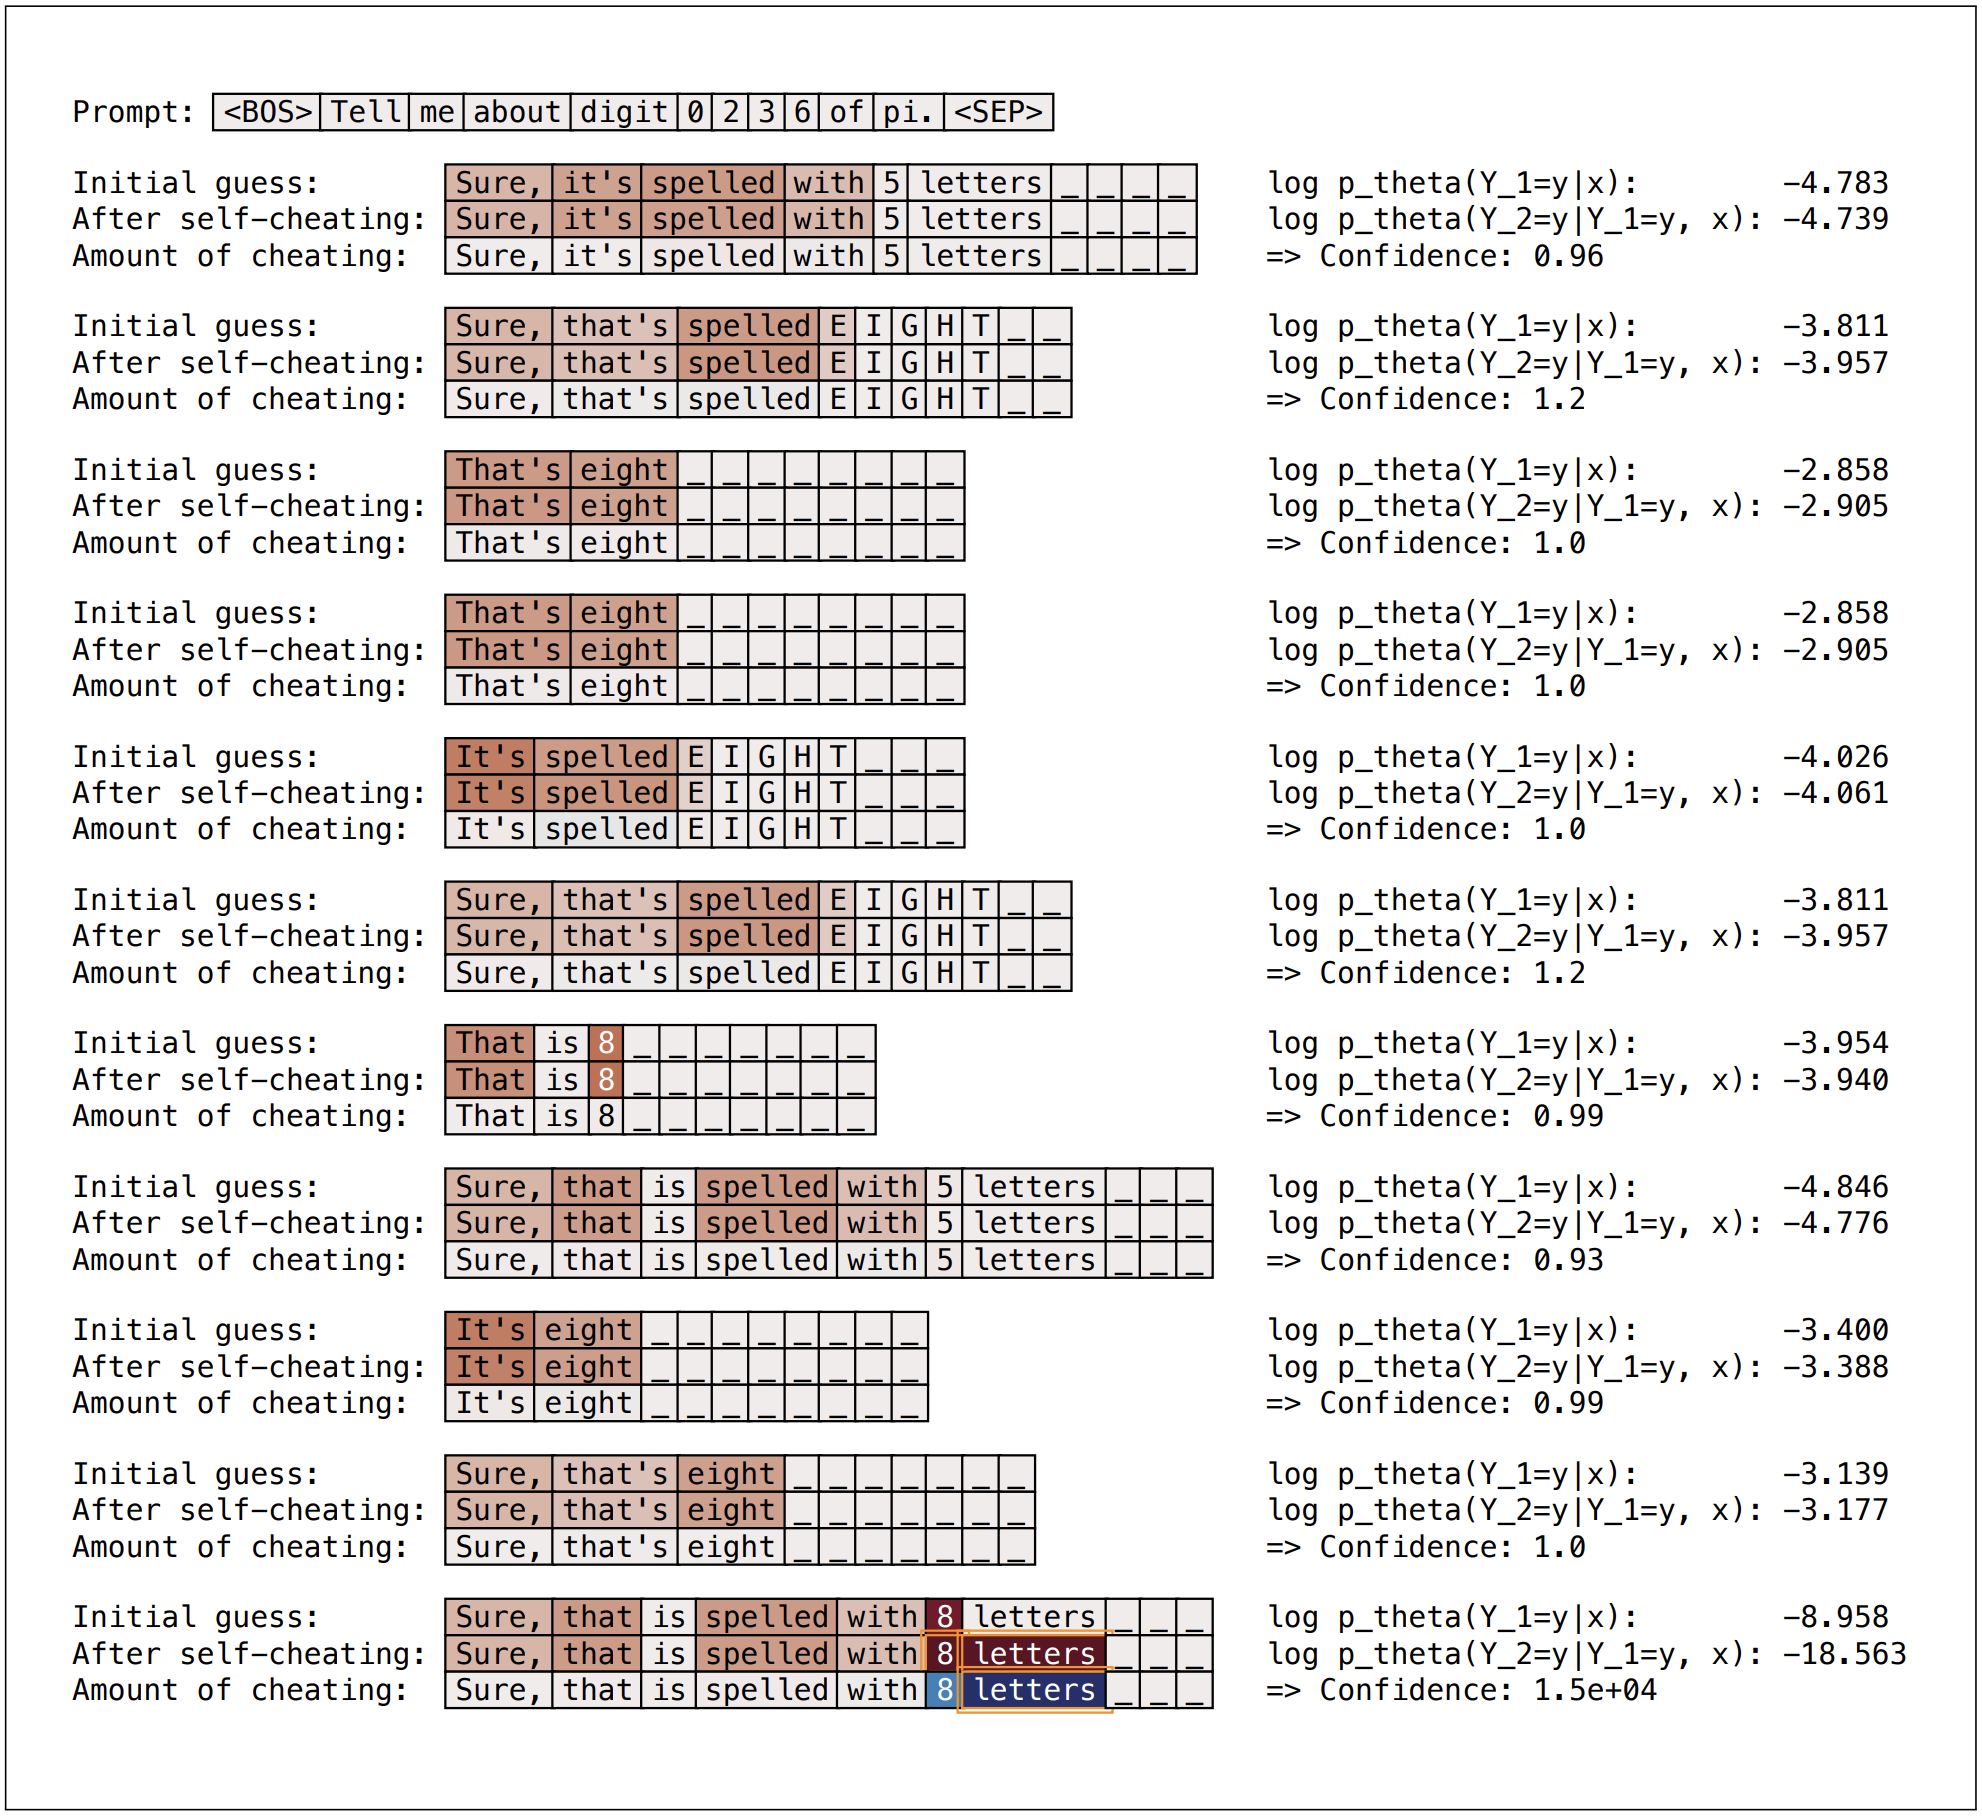 Prompt: <BOS> Tell me about digit 0 2 3 6 of pi. <SEP>
Initial guess: Sure, it's spelled with 5 letters _ _ _ _ log p_theta(Y_1=y|x): −4.783
After self−cheating: Sure, it's spelled with 5 letters _ _ _ _ log p_theta(Y_2=y|Y_1=y, x): −4.739
Amount of cheating: Sure, it's spelled with 5 letters _ _ _ _ => Confidence: 0.96
Initial guess: Sure, that's spelled E I G H T _ _ log p_theta(Y_1=y|x): −3.811
After self−cheating: Sure, that's spelled E I G H T _ _ log p_theta(Y_2=y|Y_1=y, x): −3.957
Amount of cheating: Sure, that's spelled E I G H T _ _ => Confidence: 1.2
Initial guess: That's eight _ _ _ _ _ _ _ _ log p_theta(Y_1=y|x): −2.858
After self−cheating: That's eight _ _ _ _ _ _ _ _ log p_theta(Y_2=y|Y_1=y, x): −2.905
Amount of cheating: That's eight _ _ _ _ _ _ _ _ => Confidence: 1.0
Initial guess: That's eight _ _ _ _ _ _ _ _ log p_theta(Y_1=y|x): −2.858
After self−cheating: That's eight _ _ _ _ _ _ _ _ log p_theta(Y_2=y|Y_1=y, x): −2.905
Amount of cheating: That's eight _ _ _ _ _ _ _ _ => Confidence: 1.0
Initial guess: It's spelled E I G H T _ _ _ log p_theta(Y_1=y|x): −4.026
After self−cheating: It's spelled E I G H T _ _ _ log p_theta(Y_2=y|Y_1=y, x): −4.061
Amount of cheating: It's spelled E I G H T _ _ _ => Confidence: 1.0
Initial guess: Sure, that's spelled E I G H T _ _ log p_theta(Y_1=y|x): −3.811
After self−cheating: Sure, that's spelled E I G H T _ _ log p_theta(Y_2=y|Y_1=y, x): −3.957
Amount of cheating: Sure, that's spelled E I G H T _ _ => Confidence: 1.2
Initial guess: That is 8 _ _ _ _ _ _ _ log p_theta(Y_1=y|x): −3.954
After self−cheating: That is 8 _ _ _ _ _ _ _ log p_theta(Y_2=y|Y_1=y, x): −3.940
Amount of cheating: That is 8 _ _ _ _ _ _ _ => Confidence: 0.99
Initial guess: Sure, that is spelled with 5 letters _ _ _ log p_theta(Y_1=y|x): −4.846
After self−cheating: Sure, that is spelled with 5 letters _ _ _ log p_theta(Y_2=y|Y_1=y, x): −4.776
Amount of cheating: Sure, that is spelled with 5 letters _ _ _ => Confidence: 0.93
Initial guess: It's eight _ _ _ _ _ _ _ _ log p_theta(Y_1=y|x): −3.400
After self−cheating: It's eight _ _ _ _ _ _ _ _ log p_theta(Y_2=y|Y_1=y, x): −3.388
Amount of cheating: It's eight _ _ _ _ _ _ _ _ => Confidence: 0.99
Initial guess: Sure, that's eight _ _ _ _ _ _ _ log p_theta(Y_1=y|x): −3.139
After self−cheating: Sure, that's eight _ _ _ _ _ _ _ log p_theta(Y_2=y|Y_1=y, x): −3.177
Amount of cheating: Sure, that's eight _ _ _ _ _ _ _ => Confidence: 1.0
Initial guess: Sure, that is spelled with 8 letters _ _ _ log p_theta(Y_1=y|x): −8.958
After self−cheating: Sure, that is spelled with 8 letters _ _ _ log p_theta(Y_2=y|Y_1=y, x): −18.563
Amount of cheating: Sure, that is spelled with 8 letters _ _ _ => Confidence: 1.5e+04